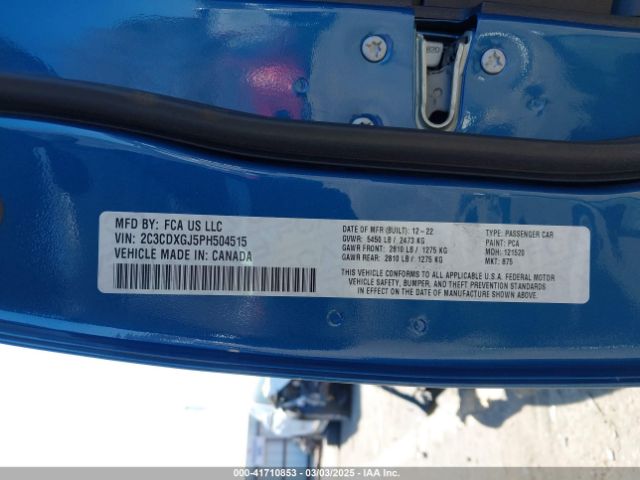 820
MFD BY: FCA US LLC
VIN: 2C3CDXGJ5PH504515
VEHICLE MADE IN: CANADA
DATE OF MFR (BUILT): 12-22
GVWR: 5450 LB / 2473 KG
GAWR FRONT: 2810 LB / 1275 KG
GAWR REAR: 2810 LB / 1275 KG
TYPE: PASSENGER CAR
PAINT: PCA
MDH: 121520
MKT: 875
THIS VEHICLE CONFORMS TO ALL APPLICABLE U.S.A. FEDERAL MOTOR
VEHICLE SAFETY, BUMPER, AND THEFT PREVENTION STANDARDS
IN EFFECT ON THE DATE OF MANUFACTURE SHOWN ABOVE.
000-41710853 - 03/03/2025 - IAAI.COM